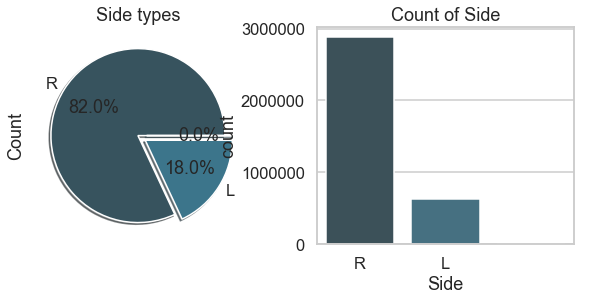 Side types
Count
R
82.0%
0.0%
18.0%
L
Count of Side
count
3000000
2000000
1000000
0
R
L
Side